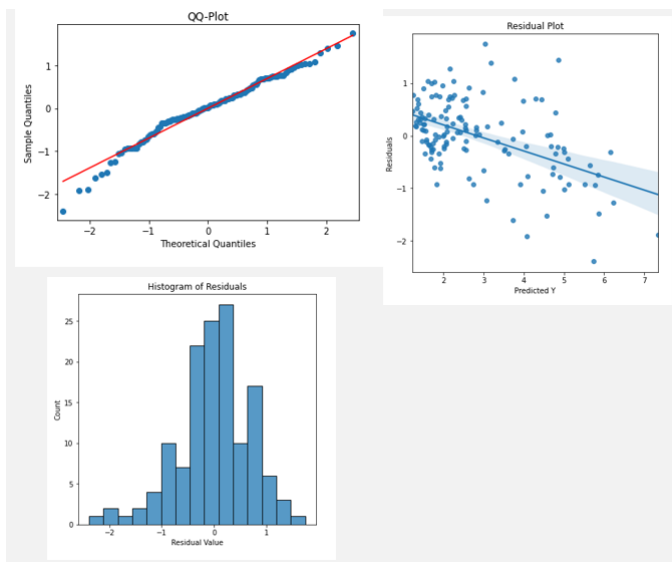 QQ-Plot
1
0
−1
−2
Sample Quantiles
−2 −1 0 1 2
Theoretical Quantiles
Residual Plot
1
0
−1
−2
Residuals
2 3 4 5 6 7
Predicted Y
Histogram of Residuals
25
20
15
10
5
0
Count
−2 −1 0 1
Residual Value